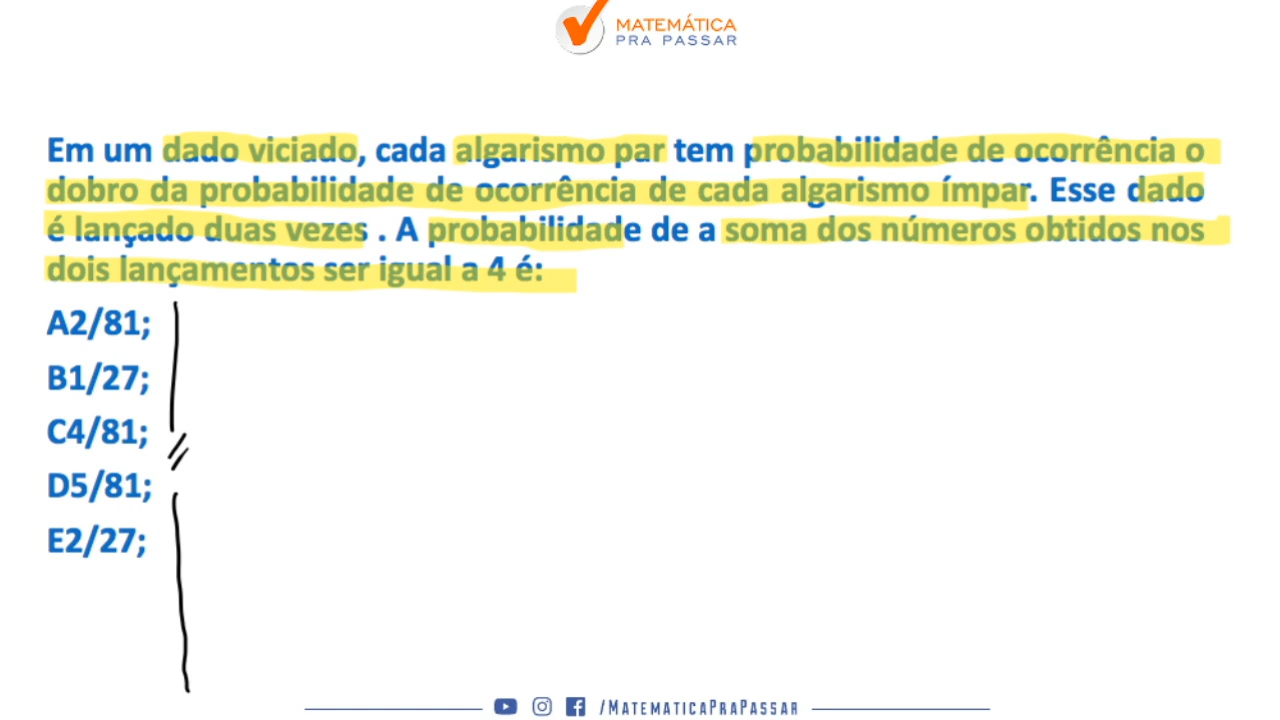 MATEMÁTICA
PRA PASSAR
Em um dado viciado, cada algarismo par tem probabilidade de ocorrência o
dobro da probabilidade de ocorrência de cada algarismo ímpar. Esse dado
é lançado duas vezes . A probabilidade de a soma dos números obtidos nos
dois lançamentos ser igual a 4 é:
A2/81;
B1/27;
C4/81;
D5/81;
E2/27;
/MATEMATICAPRAPASSAR